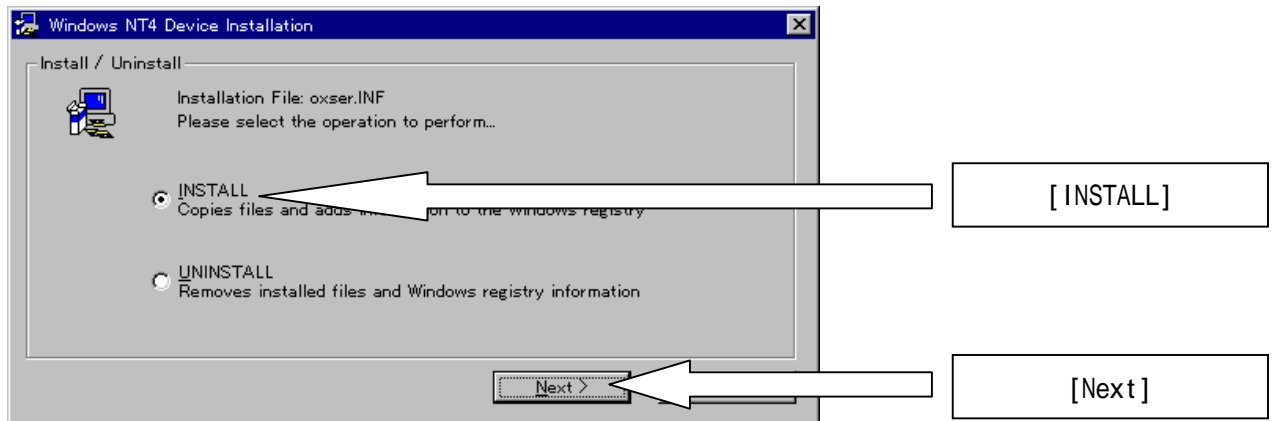 Windows NT4 Device Installation
Install / Uninstall
Installation File: oxser.INF
Please select the operation to perform...
INSTALL
Copies files and adds on to the Windows registry
[INSTALL]
UNINSTALL
Removes installed files and Windows registry information
Next >
[Next]